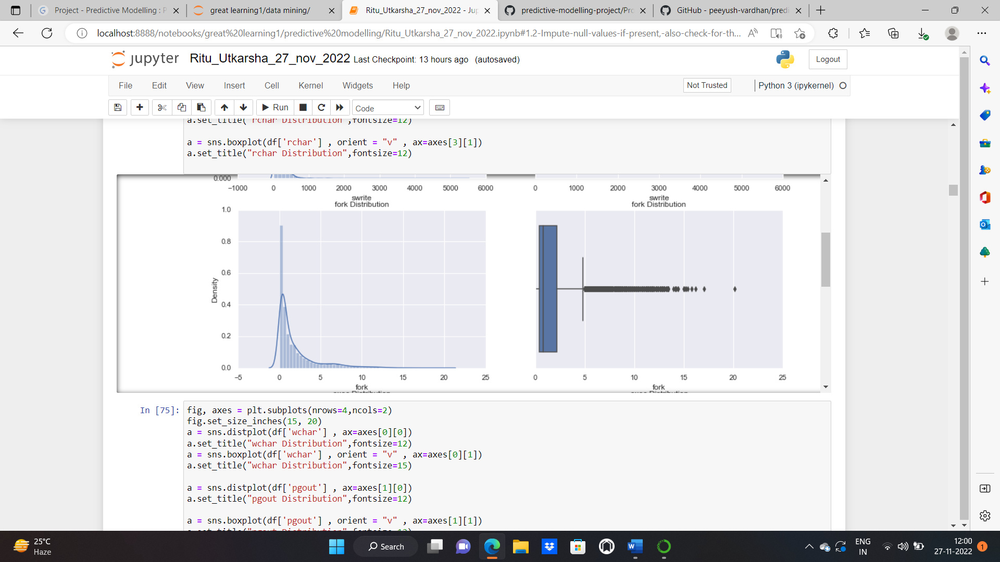 Project - Predictive Modelling : P
great learning1/data mining/
Ritu_Utkarsha_27_nov_2022 - Jup
predictive-modelling-project/Pro
GitHub - peeyush-vardhan/predi
localhost:8888/notebooks/great%20learning1/predictive%20modelling/Ritu_Utkarsha_27_nov_2022.ipynb#1.2-Impute-null-values-if-present,-also-check-for-th...
jupyter Ritu_Utkarsha_27_nov_2022 Last Checkpoint: 13 hours ago (autosaved)
Logout
File Edit View Insert Cell Kernel Widgets Help
Not Trusted
Python 3 (ipykernel)
Run
Code
a.set_title("rchar Distribution",fontsize=12)
a = sns.boxplot(df['rchar'] , orient = "v" , ax=axes[3][1])
a.set_title("rchar Distribution",fontsize=12)
0.000
−1000 0 1000 2000 3000 4000 5000 6000
swrite
0 1000 2000 3000 4000 5000 6000
swrite
fork Distribution
1.0
0.8
0.6
0.4
0.2
0.0
Density
−5 0 5 10 15 20 25
fork
fork Distribution
0 5 10 15 20 25
fork
In [75]:
fig, axes = plt.subplots(nrows=4,ncols=2)
fig.set_size_inches(15, 20)
a = sns.distplot(df['wchar'] , ax=axes[0][0])
a.set_title("wchar Distribution",fontsize=12)
a = sns.boxplot(df['wchar'] , orient = "v" , ax=axes[0][1])
a.set_title("wchar Distribution",fontsize=15)
a = sns.distplot(df['pgout'] , ax=axes[1][0])
a.set_title("pgout Distribution",fontsize=12)
a = sns.boxplot(df['pgout'] , orient = "v" , ax=axes[1][1])
a.set_title("pgout Distribution",fontsize=12)
25°C
Haze
Search
ENG
IN
12:00
27-11-2022
1